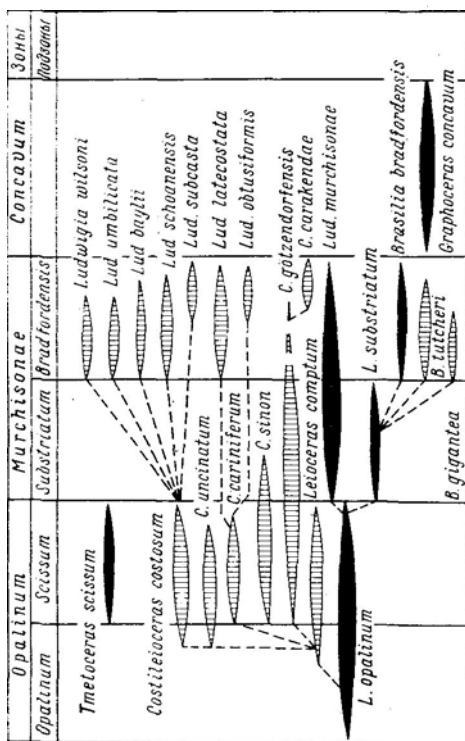 Зоны
Подзоны
Opalinum
Murchisonae
Concavum
Opalinum
Scissum
Substriatum
Bradfordensis
Tmetoceras scissum
Ludwigia wilsoni
Lud umbilicata
Lud baylii
Lud schoanensis
Lud. subcasta
Costileioceras costosum
C. uncinatum
Lud latecostata
C. cariniferum
Lud. obtusiformis
C. sinon
C. götzendorfensis
C. carakendae
Leioceras comptum
Lud. murchisonae
L. opalinum
L. substriatum
Brasilia bradfordensis
B. tutcheri
B. gigantea
Graphoceras concavum